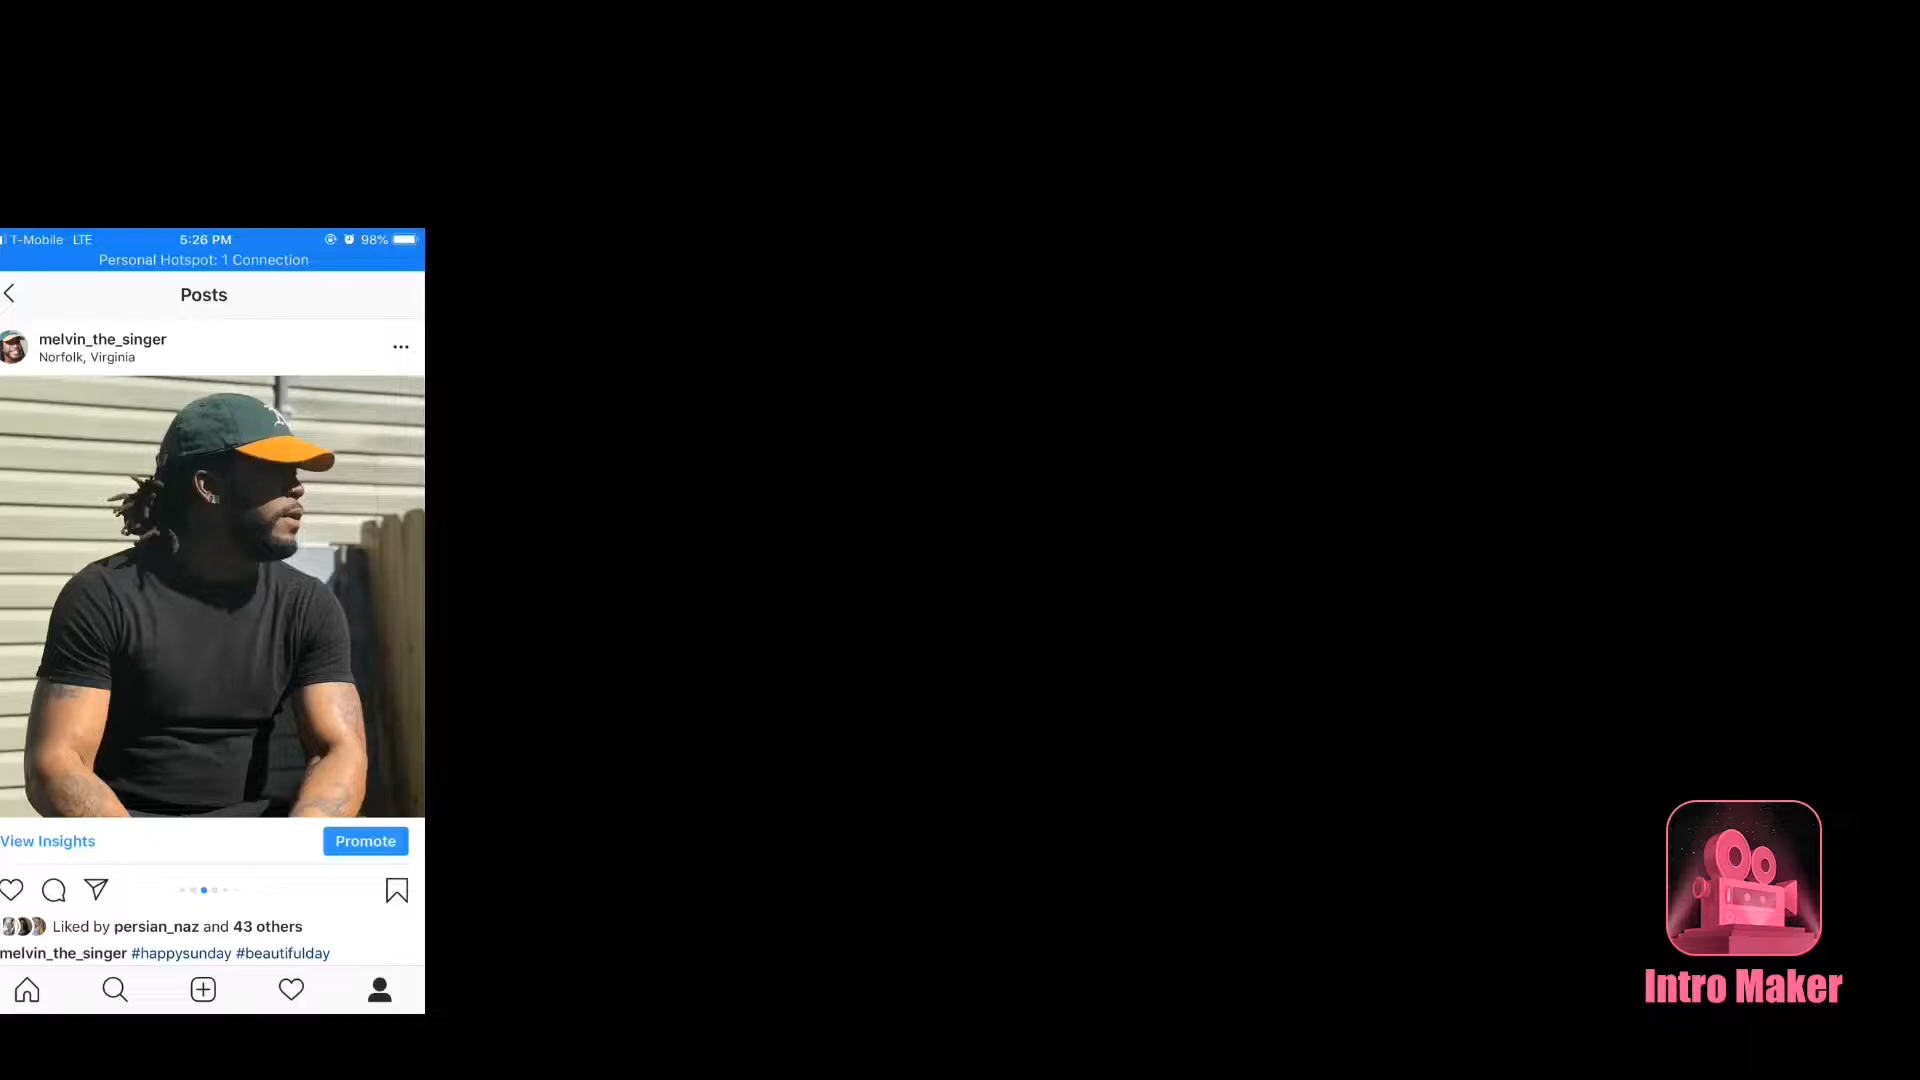 T-Mobile LTE 5:26 PM 98%
Personal Hotspot: 1 Connection
Posts
melvin_the_singer
Norfolk, Virginia
View Insights Promote
Liked by persian_naz and 43 others
melvin_the_singer #happysunday #beautifulday
Intro Maker